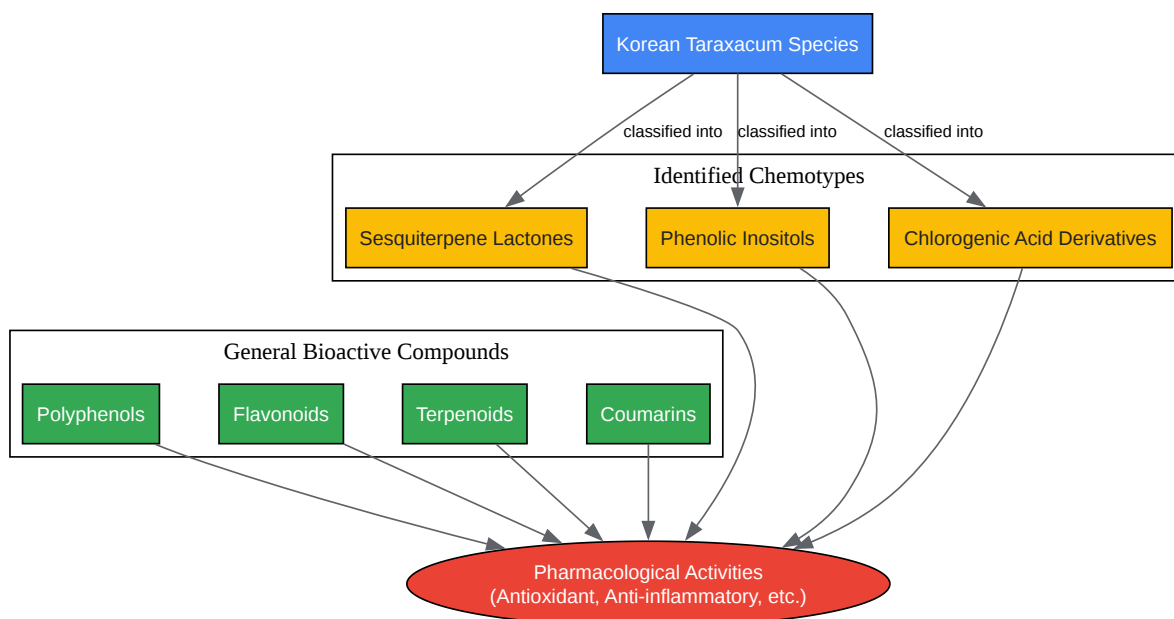 Korean Taraxacum Species
classified into
classified into
classified into
Identified Chemotypes
Sesquiterpene Lactones
Phenolic Inositols
Chlorogenic Acid Derivatives
General Bioactive Compounds
Polyphenols
Flavonoids
Terpenoids
Coumarins
Pharmacological Activities
(Antioxidant, Anti-inflammatory, etc.)